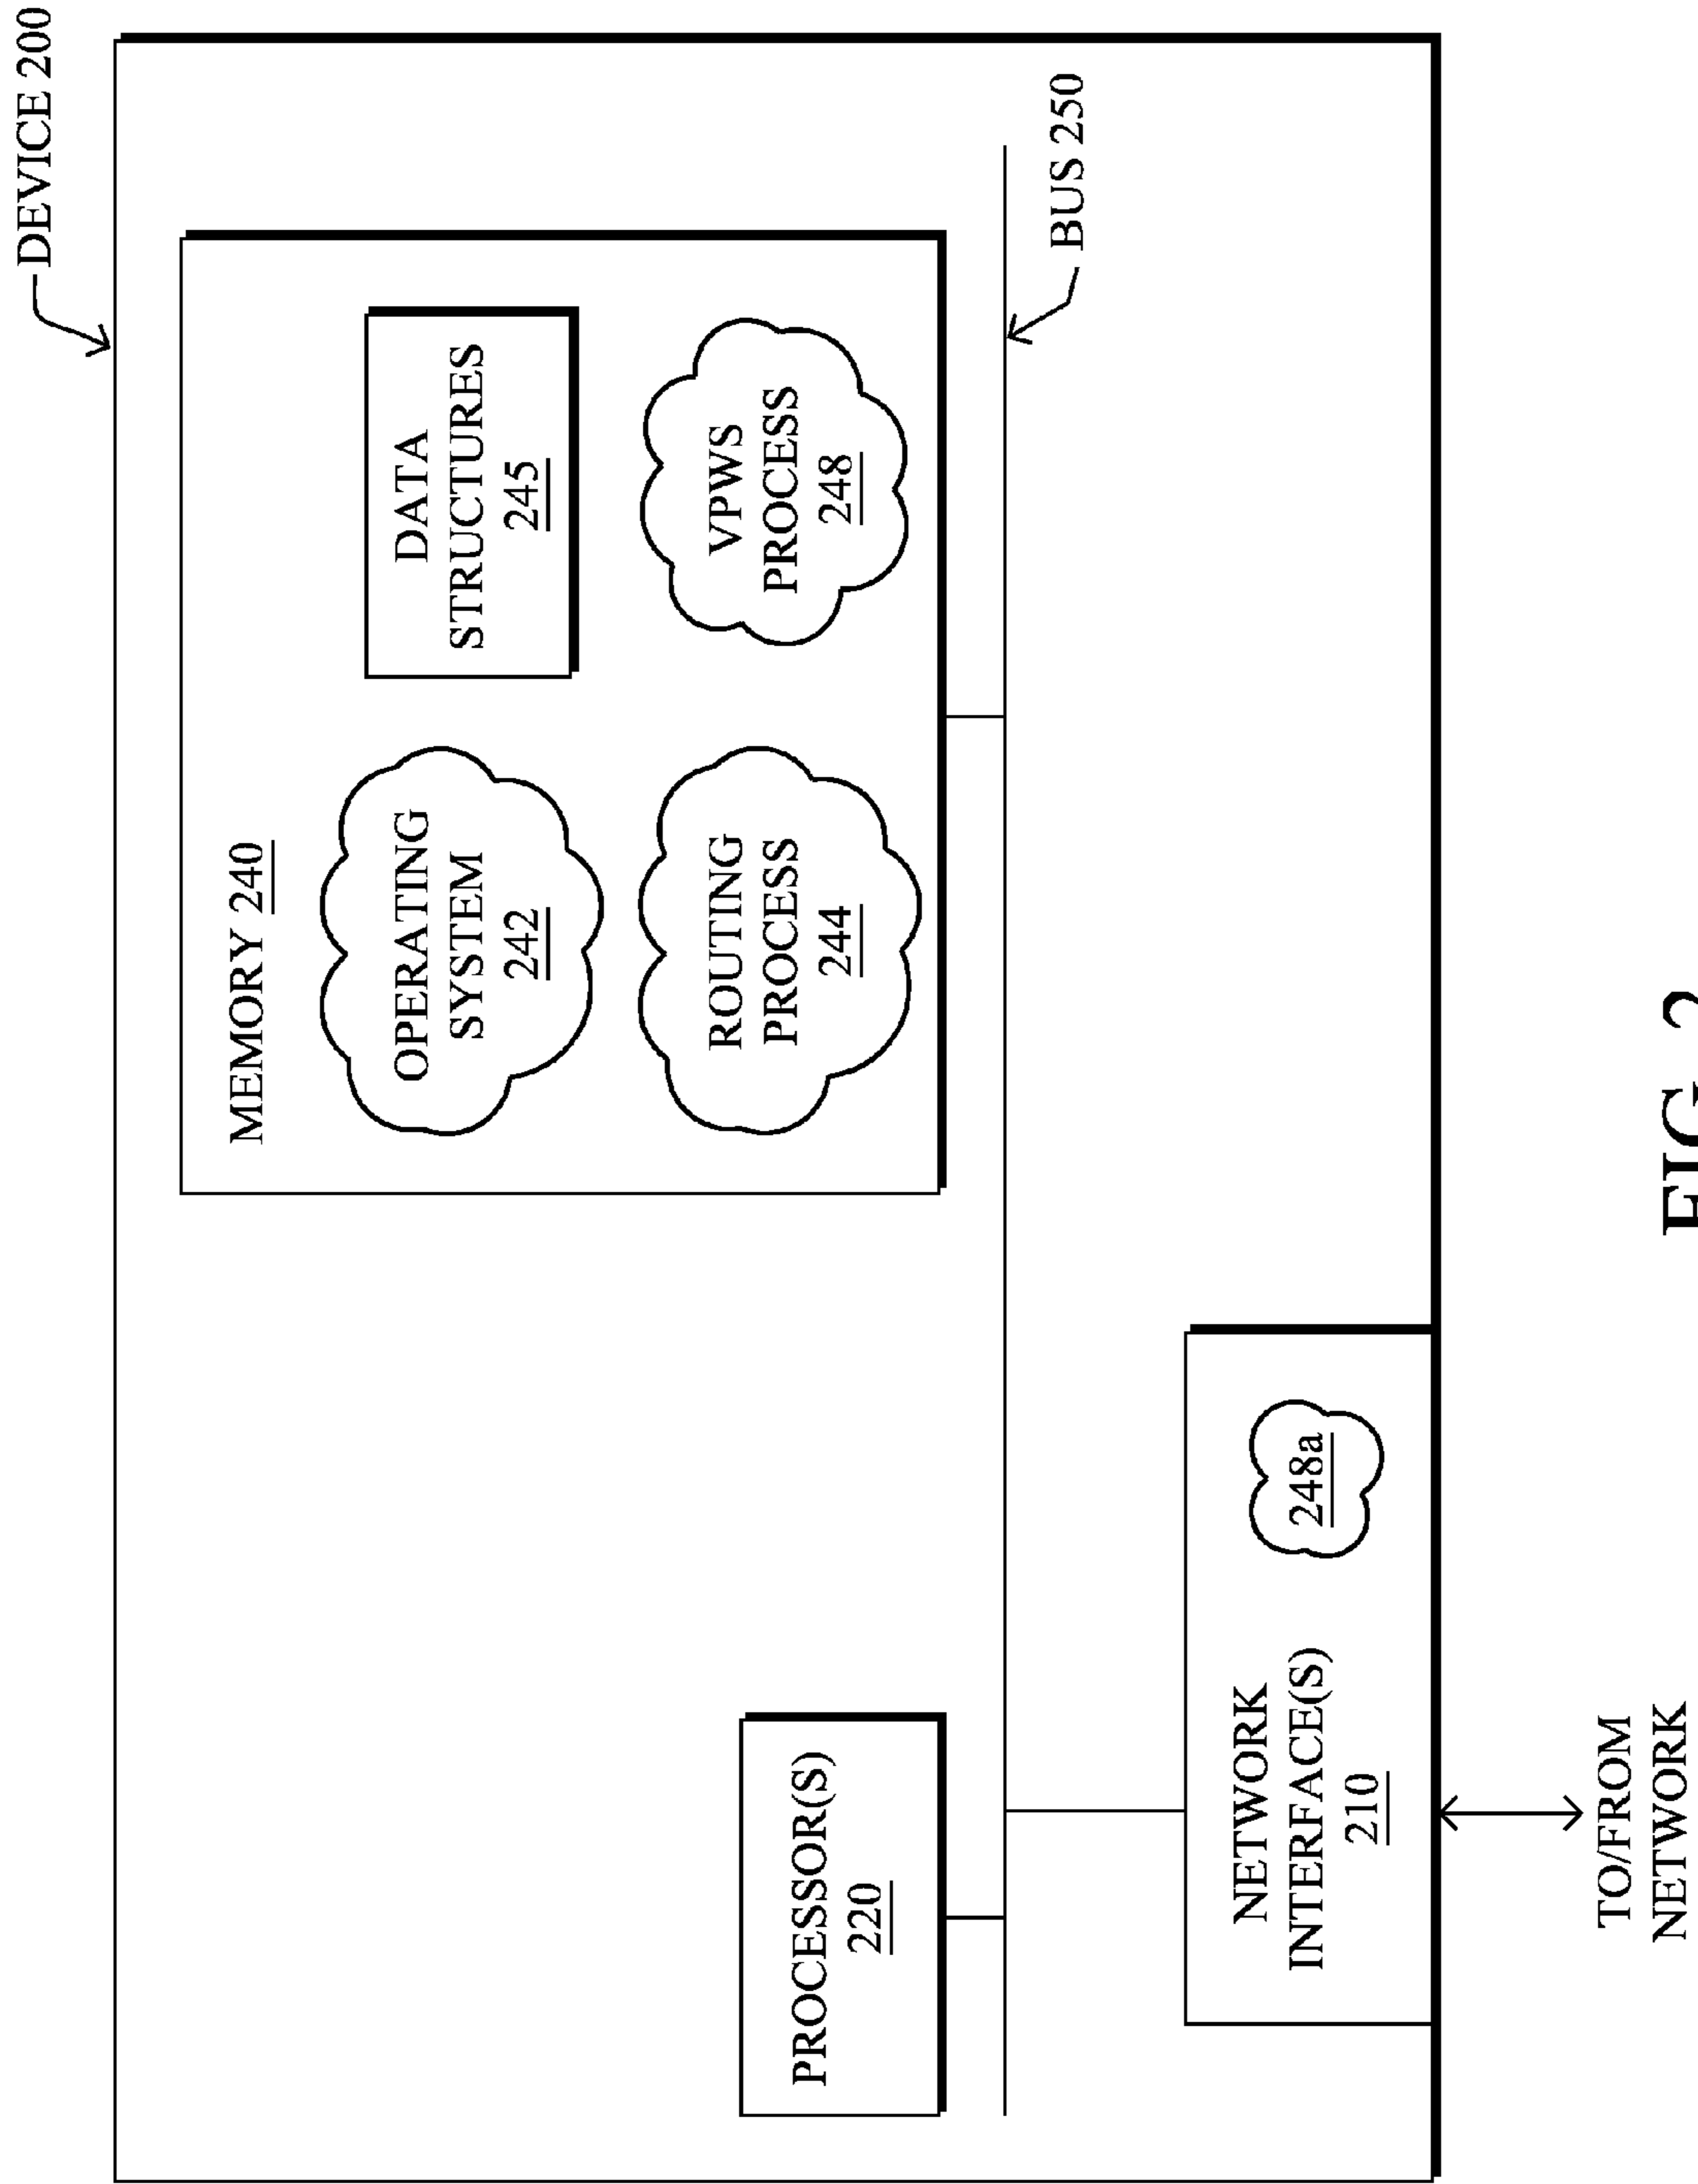 DEVICE 200
MEMORY 240
OPERATING
SYSTEM
242
DATA
STRUCTURES
245
ROUTING
PROCESS
244
VPWS
PROCESS
248
PROCESSOR(S)
220
BUS 250
NETWORK
INTERFACE(S)
210
248a
TO/FROM
NETWORK
FIG. 2